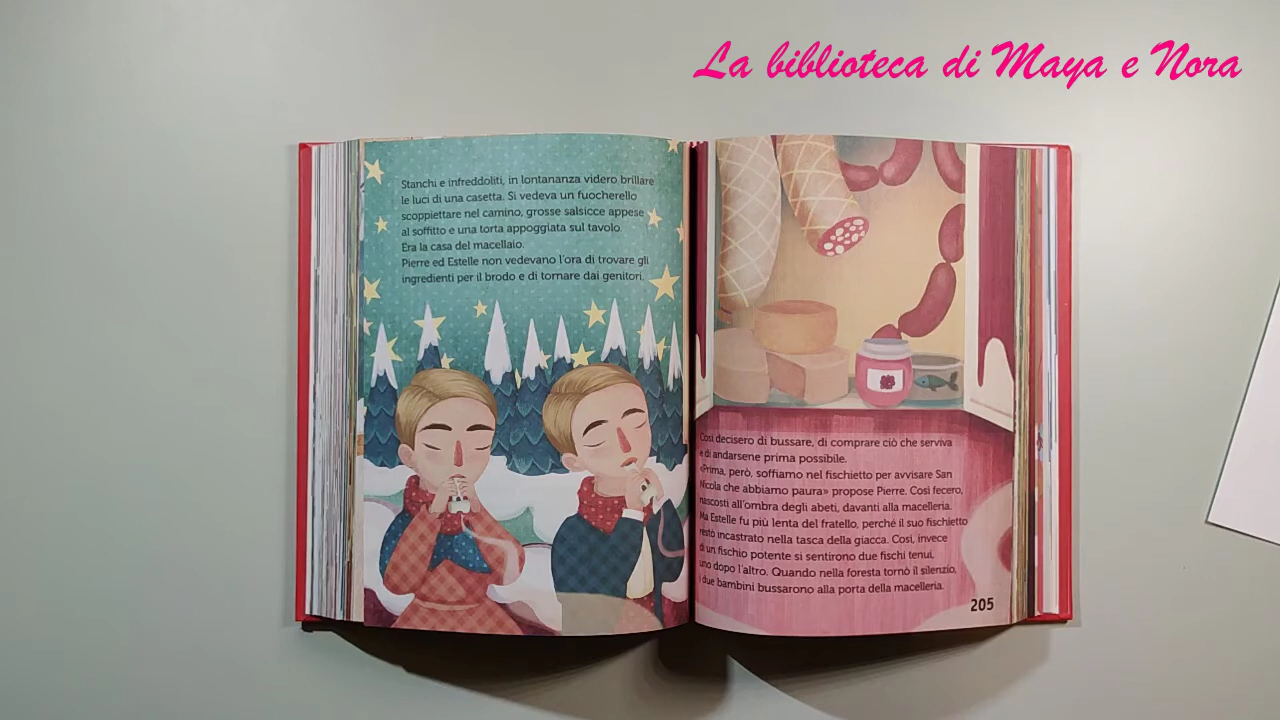 La biblioteca di Maya e Nora
Stanchi e infreddoliti, in lontananza videro brillare
le luci di una casetta. Si vedeva un fuocherello
scoppiettare nel camino, grosse salsicce appese
al soffitto e una torta appoggiata sul tavolo.
Era la casa del macellaio.
Pierre ed Estelle non vedevano l'ora di trovare gli
ingredienti per il brodo e di tornare dai genitori.
Così decisero di bussare, di comprare ciò che serviva
e di andarsene prima possibile.
«Prima, però, soffiamo nel fischietto per avvisare San
Nicola che abbiamo paura» propose Pierre. Così fecero,
nascosti all'ombra degli abeti, davanti alla macelleria.
Ma Estelle fu più lenta del fratello, perché il suo fischietto
restò incastrato nella tasca della giacca. Così, invece
di un fischio potente si sentirono due fischi tenui,
uno dopo l'altro. Quando nella foresta tornò il silenzio,
i due bambini bussarono alla porta della macelleria.
205